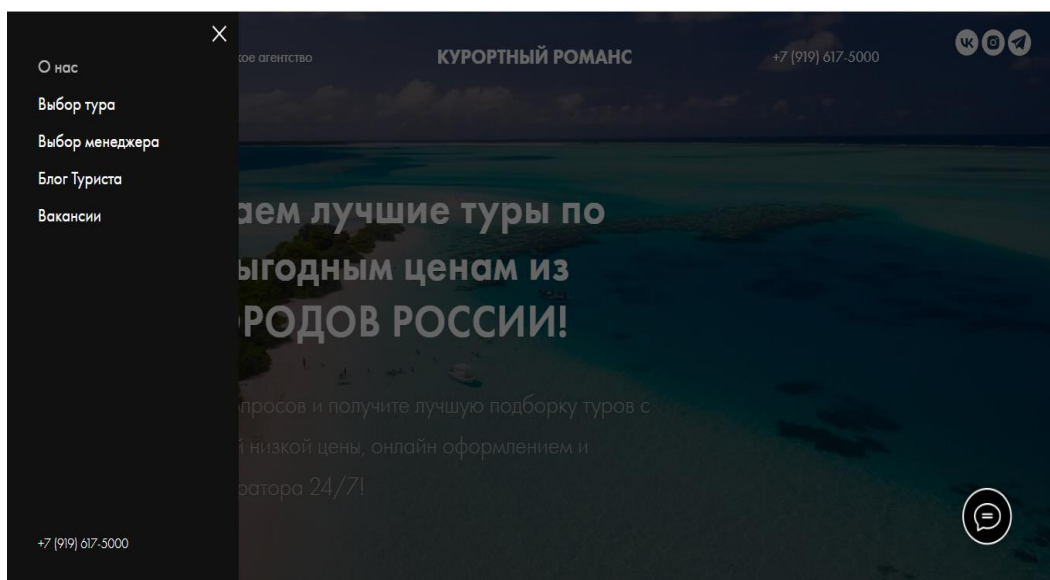 О нас
Выбор тура
Выбор менеджера
Блог Туриста
Вакансии
+7 (919) 617-5000
кое агентство
КУРОРТНЫЙ РОМАНС
+7 (919) 617-5000
аем лучшие туры по
ыгодным ценам из
РОДОВ РОССИИ!
просов и получите лучшую подборку туров с
й низкой цены, онлайн оформлением и
ратора 24/7!